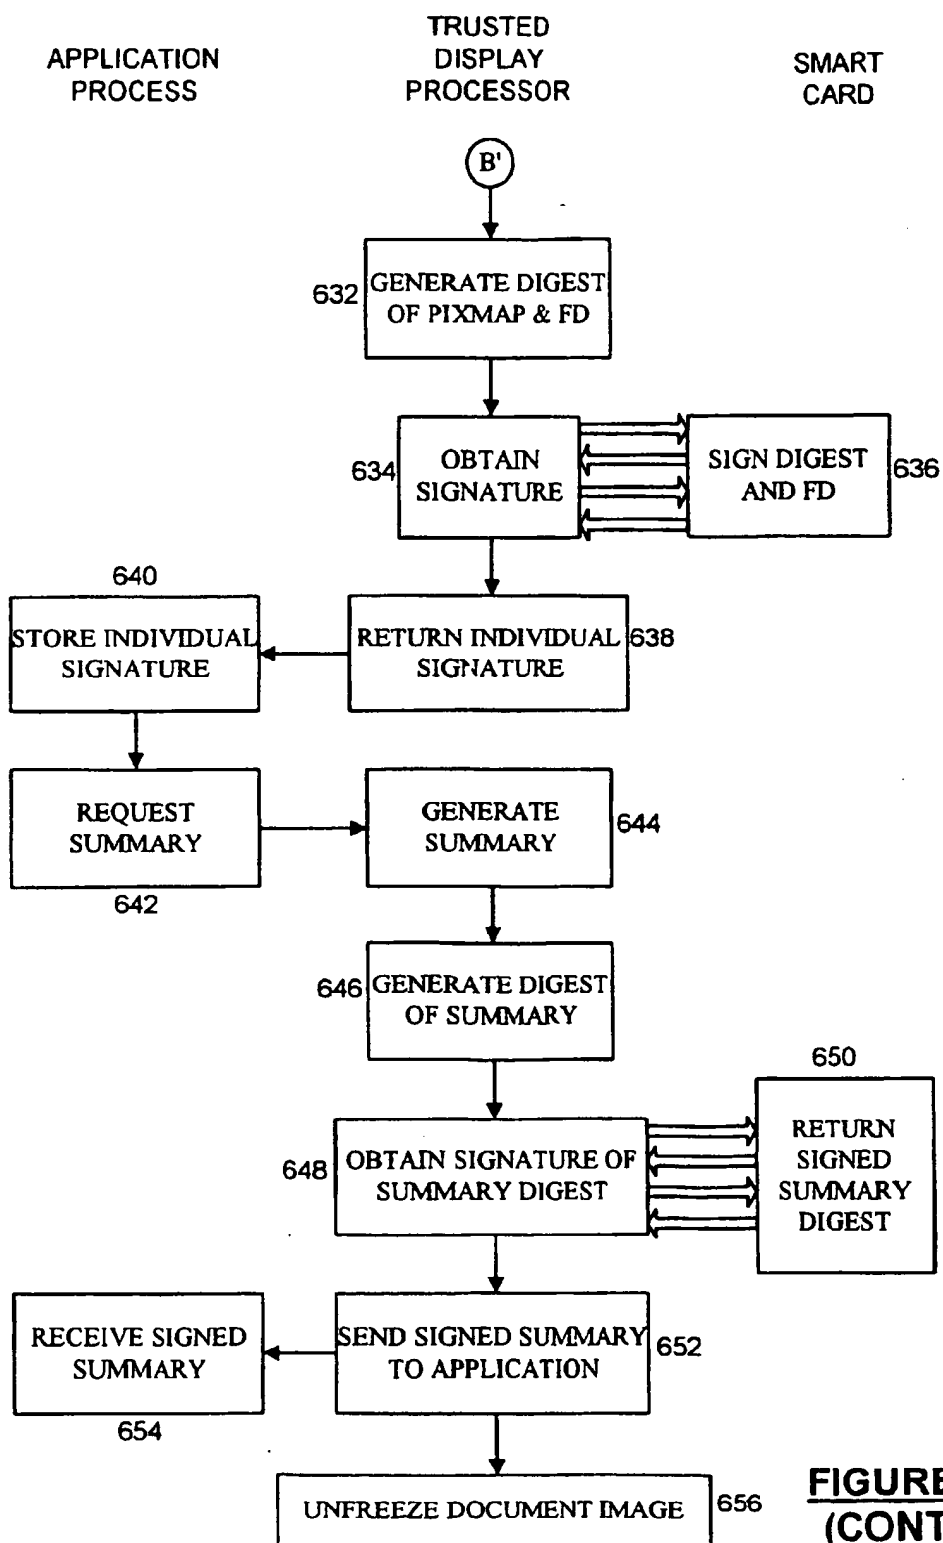 APPLICATION
PROCESS
TRUSTED
DISPLAY
PROCESSOR
SMART
CARD
B'
632
GENERATE DIGEST
OF PIXMAP & FD
634
OBTAIN
SIGNATURE
SIGN DIGEST
AND FD
636
640
STORE INDIVIDUAL
SIGNATURE
RETURN INDIVIDUAL
SIGNATURE
638
REQUEST
SUMMARY
642
GENERATE
SUMMARY
644
646
GENERATE DIGEST
OF SUMMARY
650
648
OBTAIN SIGNATURE OF
SUMMARY DIGEST
RETURN
SIGNED
SUMMARY
DIGEST
RECEIVE SIGNED
SUMMARY
654
SEND SIGNED SUMMARY
TO APPLICATION
652
UNFREEZE DOCUMENT IMAGE
656
FIGURE
(CONT